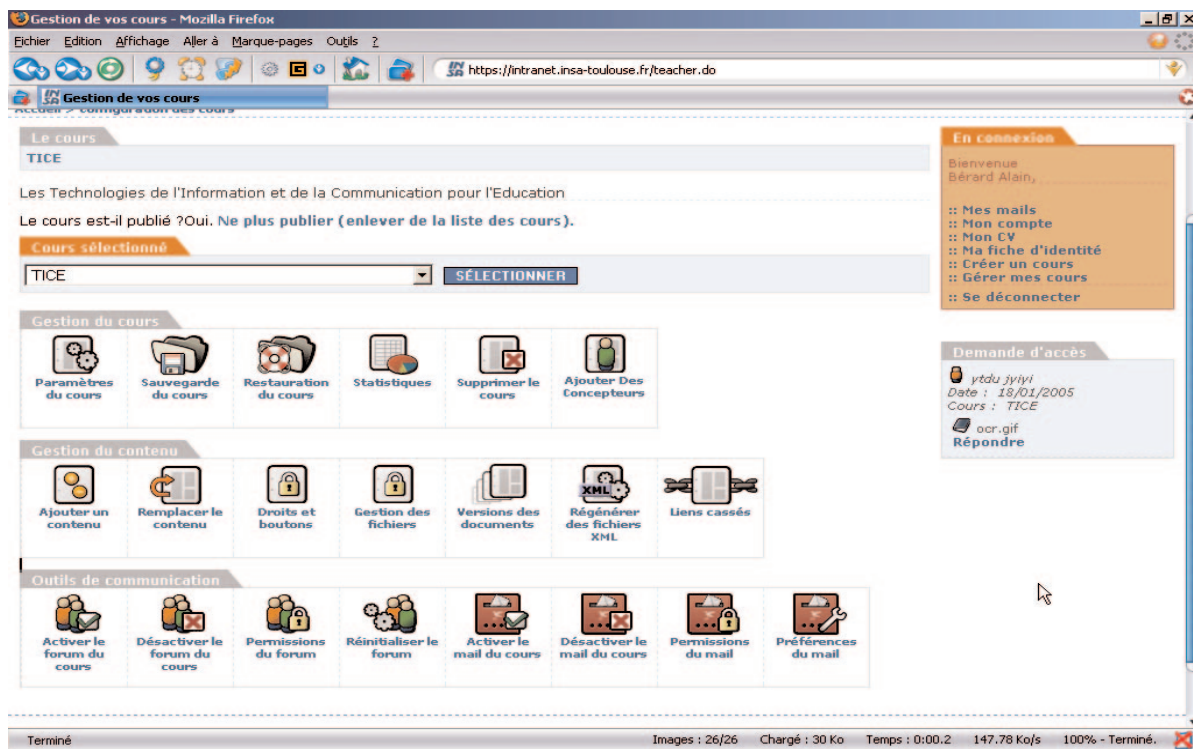 Gestion de vos cours - Mozilla Firefox
Fichier Edition Affichage Aller à Marque-pages Outils ?
https://intranet.insa-toulouse.fr/teacher.do
Gestion de vos cours
Accueil > Configuration des cours
Le cours
TICE
Les Technologies de l'Information et de la Communication pour l'Education
Le cours est-il publié ?Oui. Ne plus publier (enlever de la liste des cours).
Cours sélectionné
TICE
SÉLECTIONNER
Gestion du cours
Paramètres du cours
Sauvegarde du cours
Restauration du cours
Statistiques
Supprimer le cours
Ajouter Des Concepteurs
Gestion du contenu
Ajouter un contenu
Remplacer le contenu
Droits et boutons
Gestion des fichiers
Versions des documents
XML
Régénérer des fichiers XML
Liens cassés
Outils de communication
Activer le forum du cours
Désactiver le forum du cours
Permissions du forum
Réinitialiser le forum
Activer le mail du cours
Désactiver le mail du cours
Permissions du mail
Préférences du mail
En connexion
Bienvenue
Bérard Alain,
:: Mes mails
:: Mon compte
:: Mon CV
:: Ma fiche d'identité
:: Créer un cours
:: Gérer mes cours
:: Se déconnecter
Demande d'accès
ytdu jyiyi
Date : 18/01/2005
Cours : TICE
ocr.gif
Répondre
Terminé
Images : 26/26 Chargé : 30 Ko Temps : 0:00.2 147.78 Ko/s 100% - Terminé.